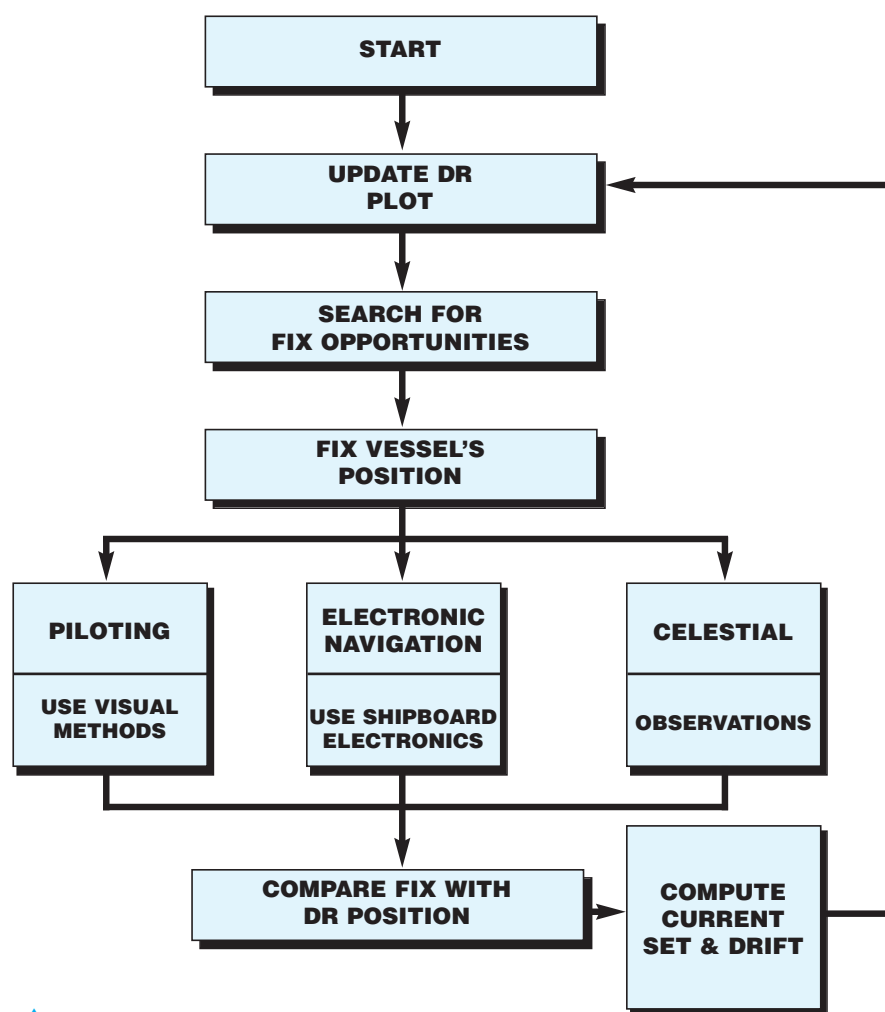 START
UPDATE DR
PLOT
SEARCH FOR
FIX OPPORTUNITIES
FIX VESSEL’S
POSITION
PILOTING
USE VISUAL
METHODS
ELECTRONIC
NAVIGATION
USE SHIPBOARD
ELECTRONICS
CELESTIAL
OBSERVATIONS
COMPARE FIX WITH
DR POSITION
COMPUTE
CURRENT
SET & DRIFT